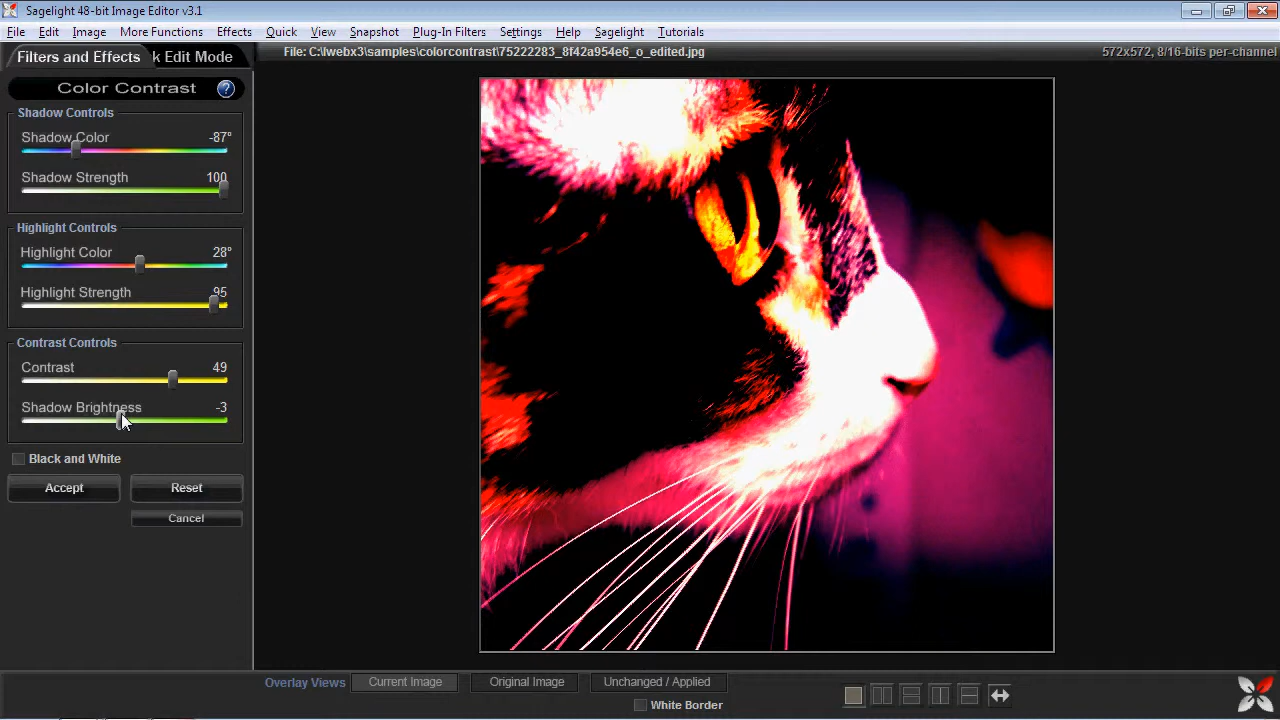 Sagelight 48-bit Image Editor v3.1
File Edit Image More Functions Effects Quick View Snapshot Plug-In Filters Settings Help Sagelight Tutorials
Filters and Effects k Edit Mode File: C:\lwebx3\samples\colorcontrast\75222283_8f42a954e6_o_edited.jpg 572x572, 8/16-bits per-channel
Color Contrast ?
Shadow Controls
Shadow Color -87°
Shadow Strength 100
Highlight Controls
Highlight Color 28°
Highlight Strength 95
Contrast Controls
Contrast 49
Shadow Brightness -3
Black and White
Accept Reset
Cancel
Overlay Views Current Image Original Image Unchanged / Applied
White Border